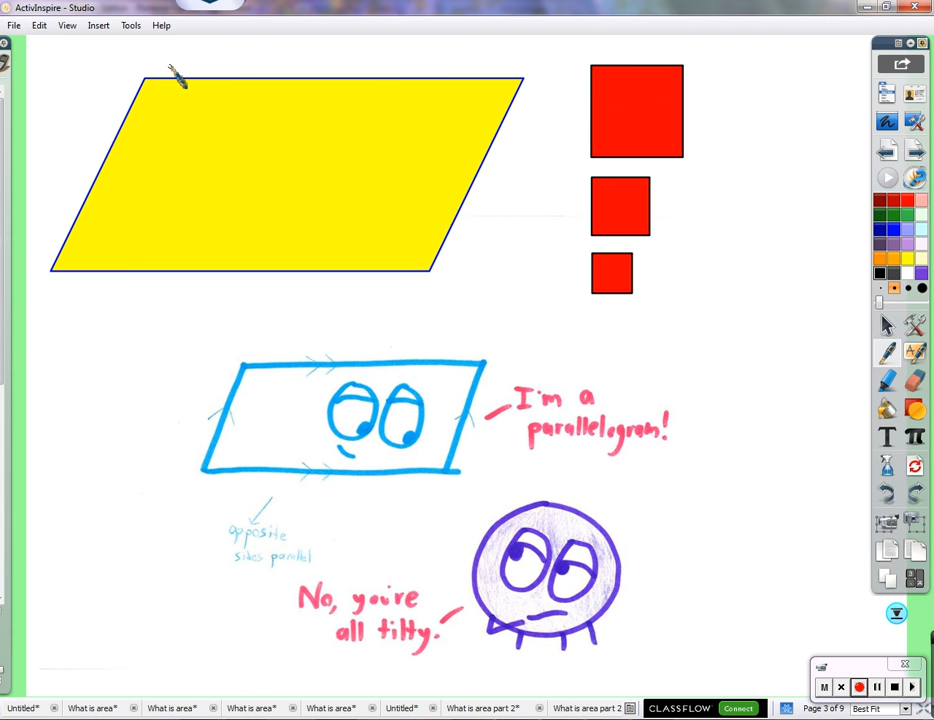 ActivInspire - Studio
File Edit View Insert Tools Help
I'm a
parallelogram!
opposite
sides parallel
No, you're
all tilty.
M
Untitled* What is area* What is area* What is area* What is area* Untitled* What is area part 2* What is area part 2 CLASSFLOW Connect Page 3 of 9 Best Fit